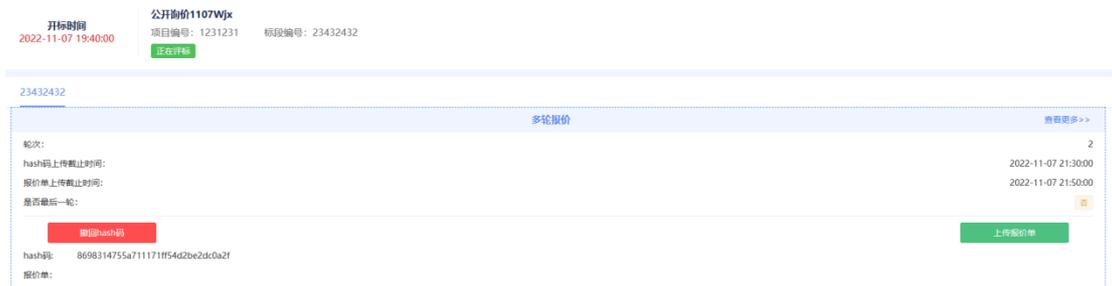 公开询价1107Wjx
开标时间
2022-11-07 19:40:00
项目编号：1231231 标段编号：23432432
正在评标
23432432
多轮报价 查看更多>>
轮次： 2
hash码上传截止时间： 2022-11-07 21:30:00
报价单上传截止时间： 2022-11-07 21:50:00
是否最后一轮： 否
撤回hash码 上传报价单
hash码: 8698314755a711171ff54d2be2dc0a2f
报价单：